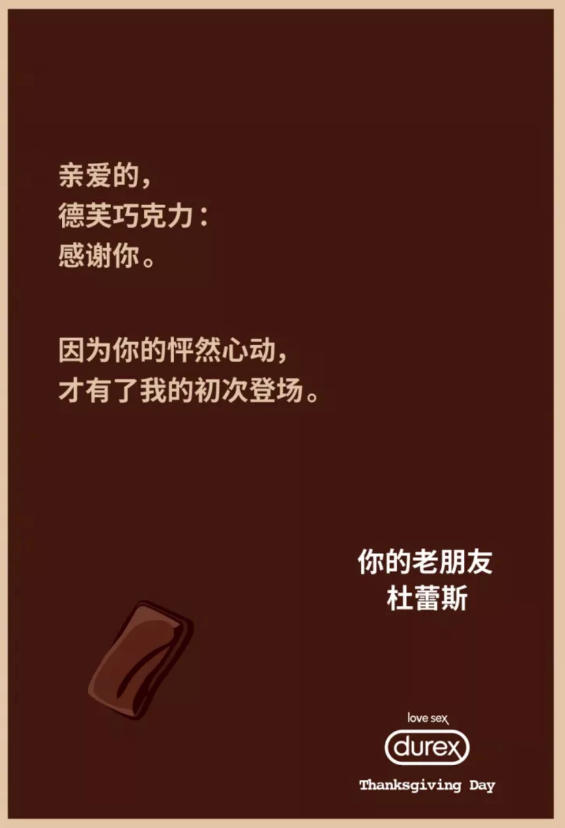 亲爱的，
德芙巧克力：
感谢你。
因为你的怦然心动，
才有了我的初次登场。
你的老朋友
杜蕾斯
love sex
durex
Thanksgiving Day